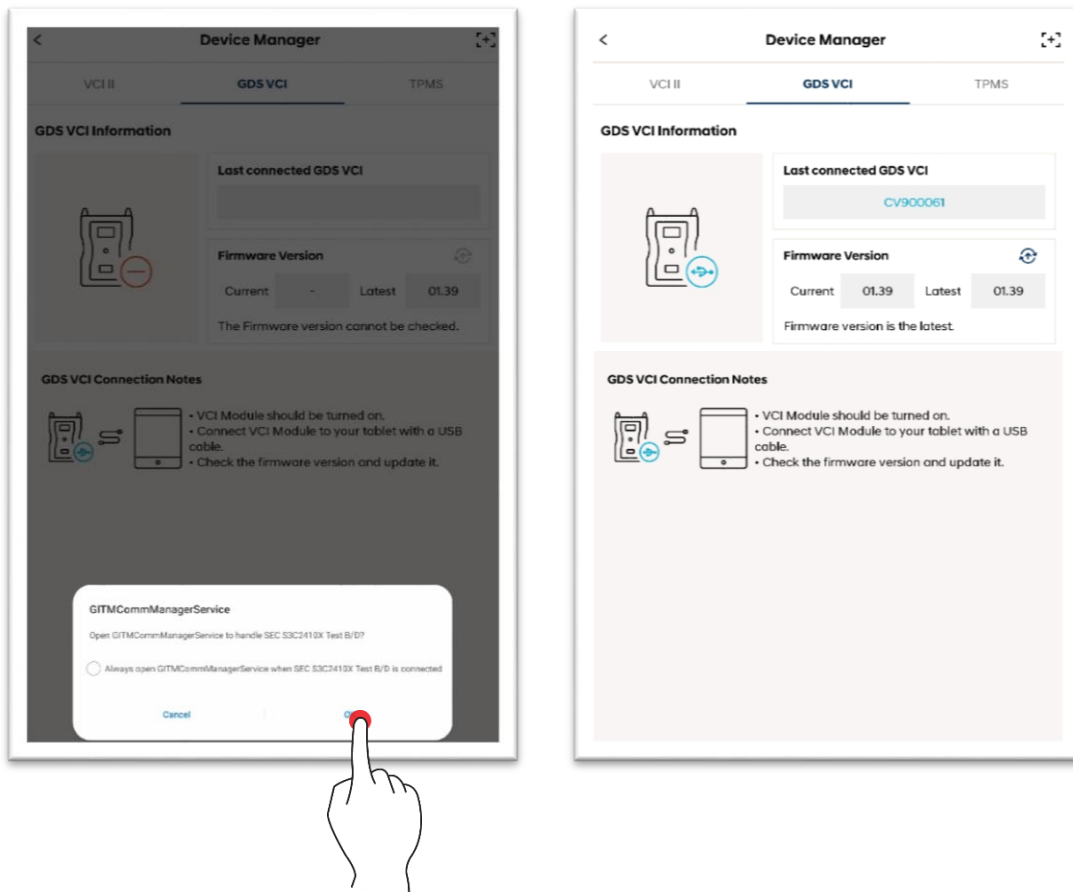 Device Manager
VCI II GDS VCI TPMS
GDS VCI Information
Last connected GDS VCI
Firmware Version
Current - Latest 01.39
The Firmware version cannot be checked.
GDS VCI Connection Notes
• VCI Module should be turned on.
• Connect VCI Module to your tablet with a USB
cable.
• Check the firmware version and update it.
GITMCommManagerService
Open GITMCommManagerService to handle SEC S3C2410X Test B/D?
Always open GITMCommManagerService when SEC S3C2410X Test B/D is connected
Cancel
Device Manager
VCI II GDS VCI TPMS
GDS VCI Information
Last connected GDS VCI
CV900061
Firmware Version
Current 01.39 Latest 01.39
Firmware version is the latest.
GDS VCI Connection Notes
• VCI Module should be turned on.
• Connect VCI Module to your tablet with a USB
cable.
• Check the firmware version and update it.